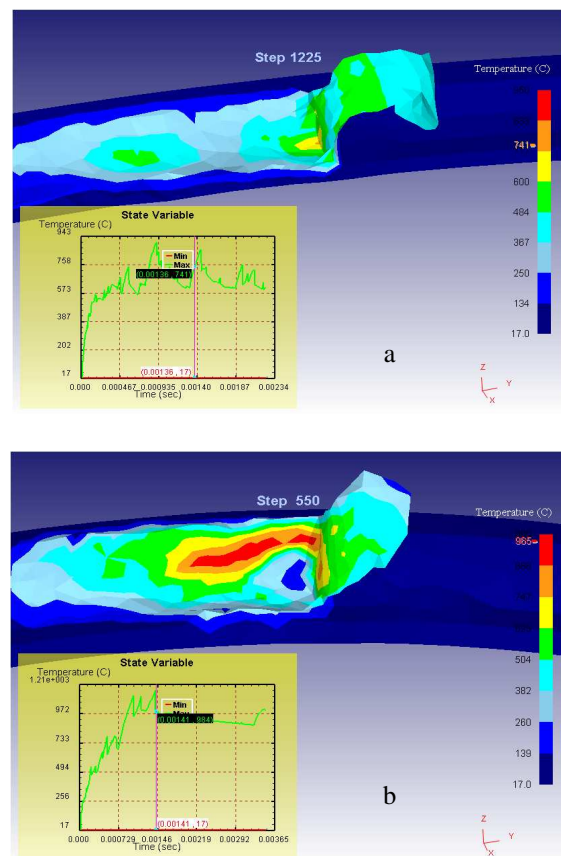 Step 1225
Temperature (C)
741
600
484
367
250
134
17.0
State Variable
Temperature (C)
943
758
573
387
202
17
Min
Max
(0.00136, 741)
(0.00136, 17)
0.000 0.000467 0.000935 0.00140 0.00187 0.00234
Time (sec)
a
Z
Y
X
Step 550
Temperature (C)
965
504
382
260
139
17.0
State Variable
Temperature (C)
1.21e+003
972
733
494
256
17
Min
(0.00141, 984)
(0.00141, 17)
0.000 0.000729 0.00146 0.00219 0.00292 0.00365
Time (sec)
b
Z
Y
X